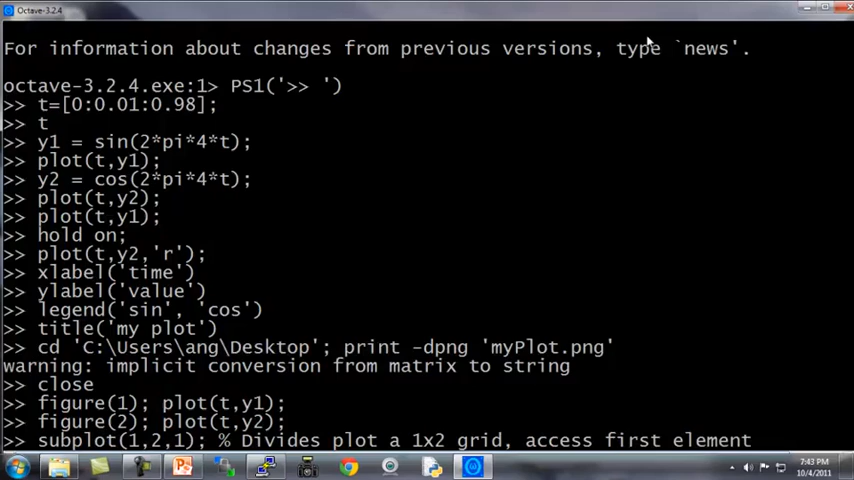 Octave-3.2.4
For information about changes from previous versions, type `news'.
octave-3.2.4.exe:1> PS1('>> ')
>> t=[0:0.01:0.98];
>> t
>> y1 = sin(2*pi*4*t);
>> plot(t,y1);
>> y2 = cos(2*pi*4*t);
>> plot(t,y2);
>> plot(t,y1);
>> hold on;
>> plot(t,y2,'r');
>> xlabel('time')
>> ylabel('value')
>> legend('sin', 'cos')
>> title('my plot')
>> cd 'C:\Users\ang\Desktop'; print -dpng 'myPlot.png'
warning: implicit conversion from matrix to string
>> close
>> figure(1); plot(t,y1);
>> figure(2); plot(t,y2);
>> subplot(1,2,1); % Divides plot a 1x2 grid, access first element
7:43 PM
10/4/2011